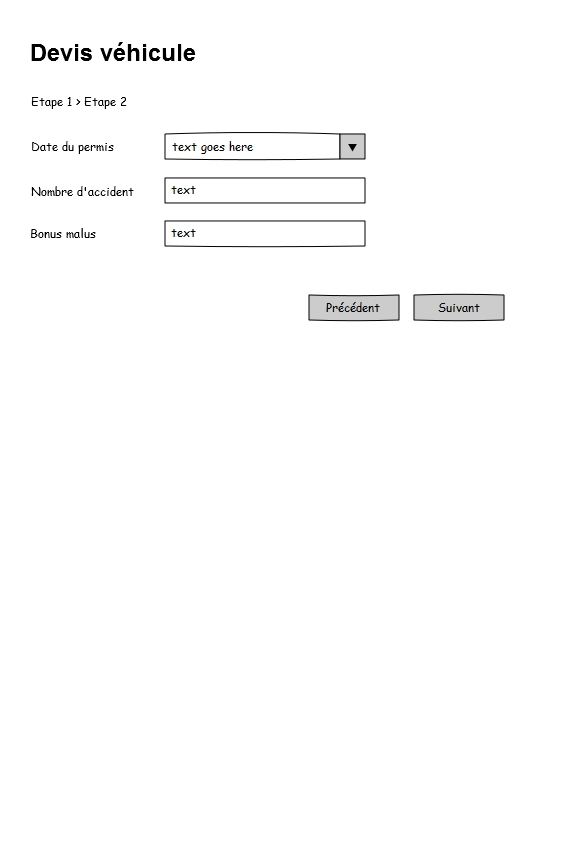 Devis véhicule
Etape 1 > Etape 2
Date du permis text goes here ▼
Nombre d'accident text
Bonus malus text
Précédent Suivant